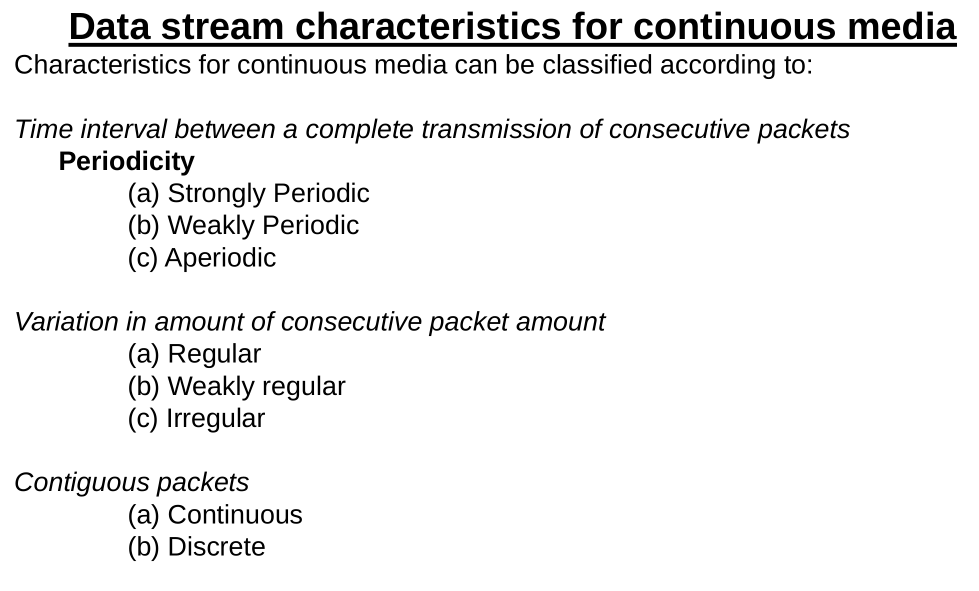 Data stream characteristics for continuous media
Characteristics for continuous media can be classified according to:
Time interval between a complete transmission of consecutive packets
Periodicity
(a) Strongly Periodic
(b) Weakly Periodic
(c) Aperiodic
Variation in amount of consecutive packet amount
(a) Regular
(b) Weakly regular
(c) Irregular
Contiguous packets
(a) Continuous
(b) Discrete